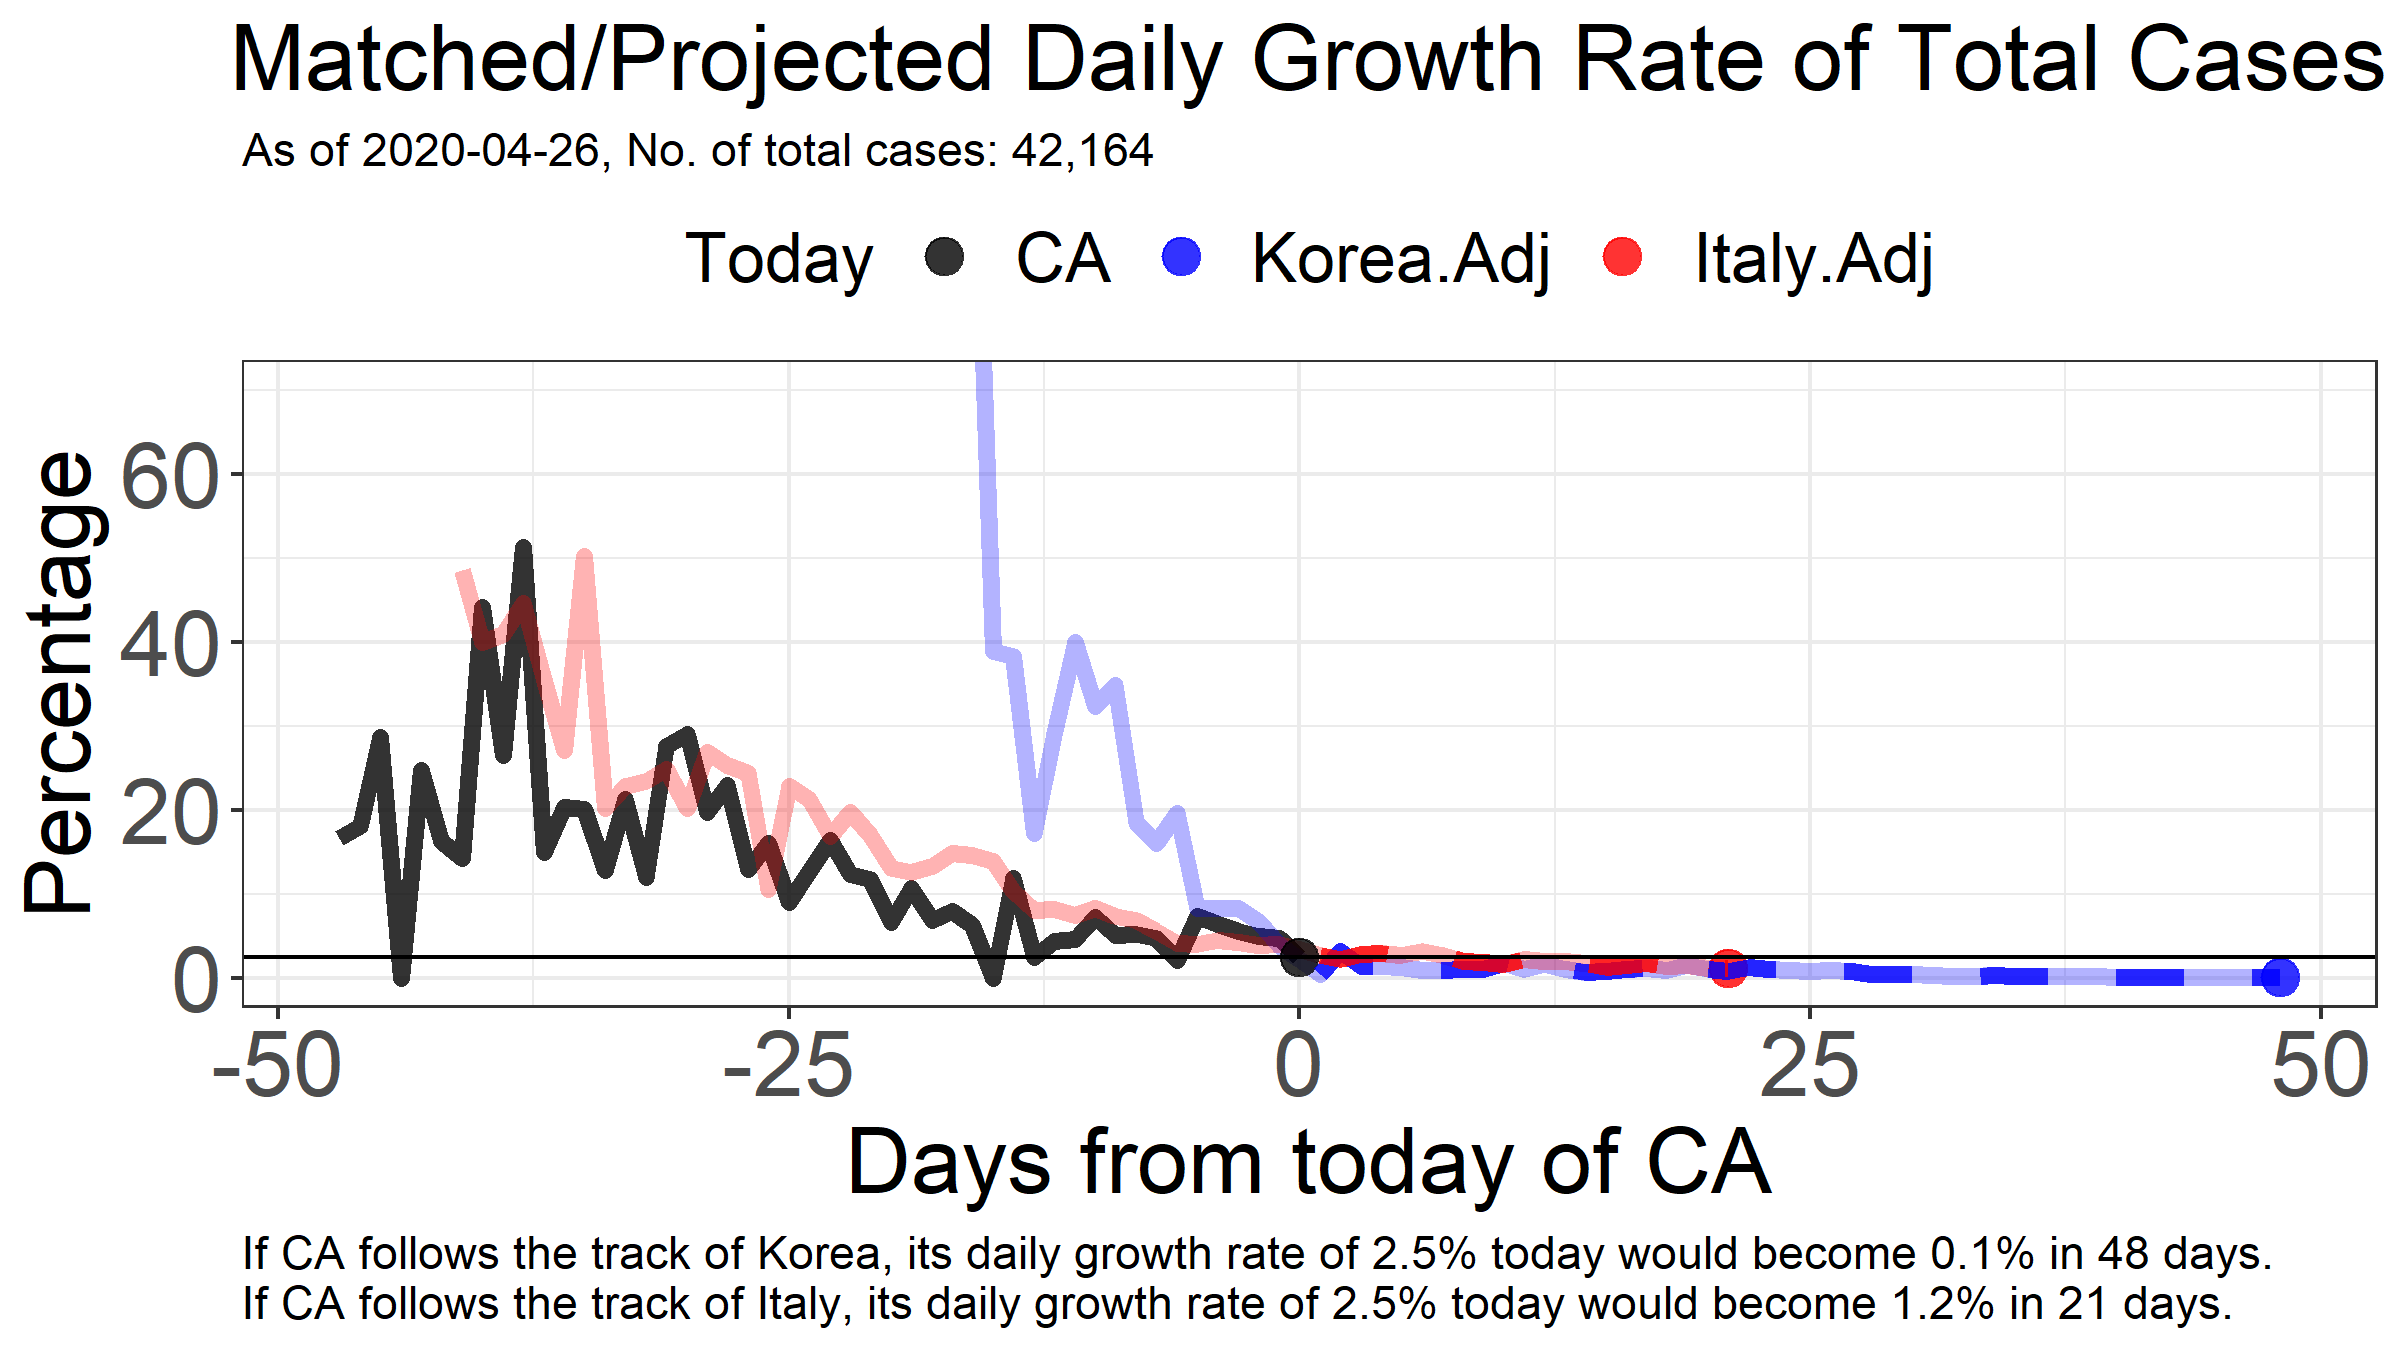 Matched/Projected Daily Growth Rate of Total Cases
As of 2020-04-26, No. of total cases: 42,164
Today CA Korea.Adj Italy.Adj
Percentage
60
40
20
0
-50 -25 0 25 50
Days from today of CA
If CA follows the track of Korea, its daily growth rate of 2.5% today would become 0.1% in 48 days.
If CA follows the track of Italy, its daily growth rate of 2.5% today would become 1.2% in 21 days.